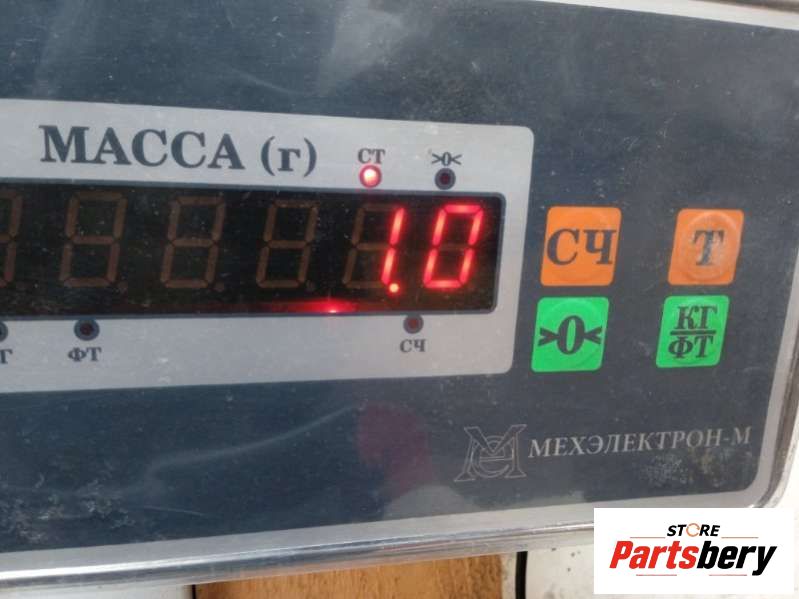 МАССА (г)
СТ >0<
1.0
ФТ
СЧ
СЧ Т
>0< КГ
ФТ
МЕХЭЛЕКТРОН-М
STORE
Partsbery